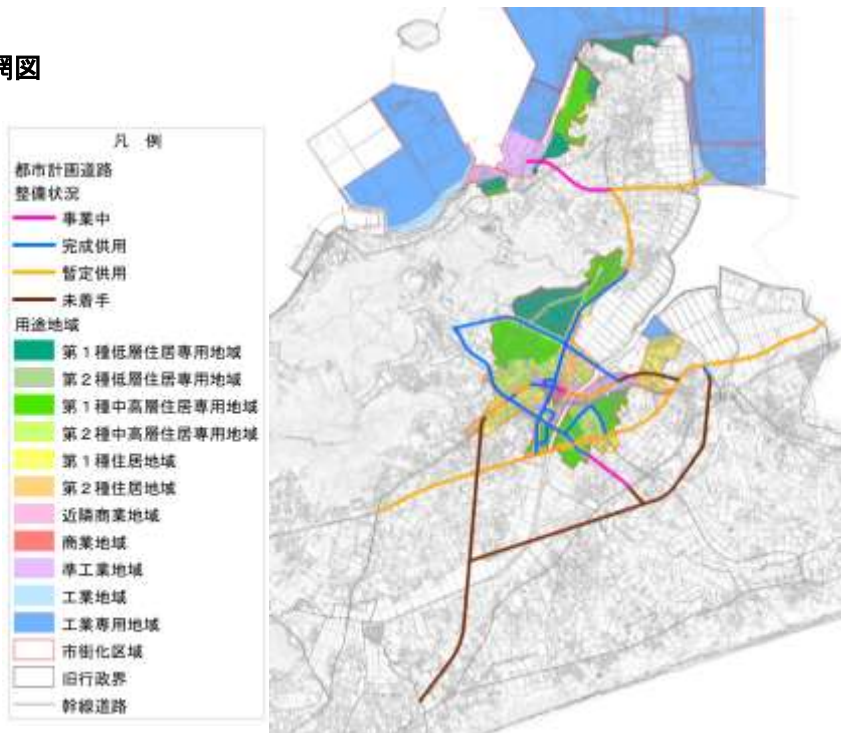 網図
凡 例
都市計画道路
整備状況
事業中
完成供用
暫定供用
未着手
用途地域
第1種低層住居専用地域
第2種低層住居専用地域
第1種中高層住居専用地域
第2種中高層住居専用地域
第1種住居地域
第2種住居地域
近隣商業地域
商業地域
準工業地域
工業地域
工業専用地域
市街化区域
旧行政界
幹線道路